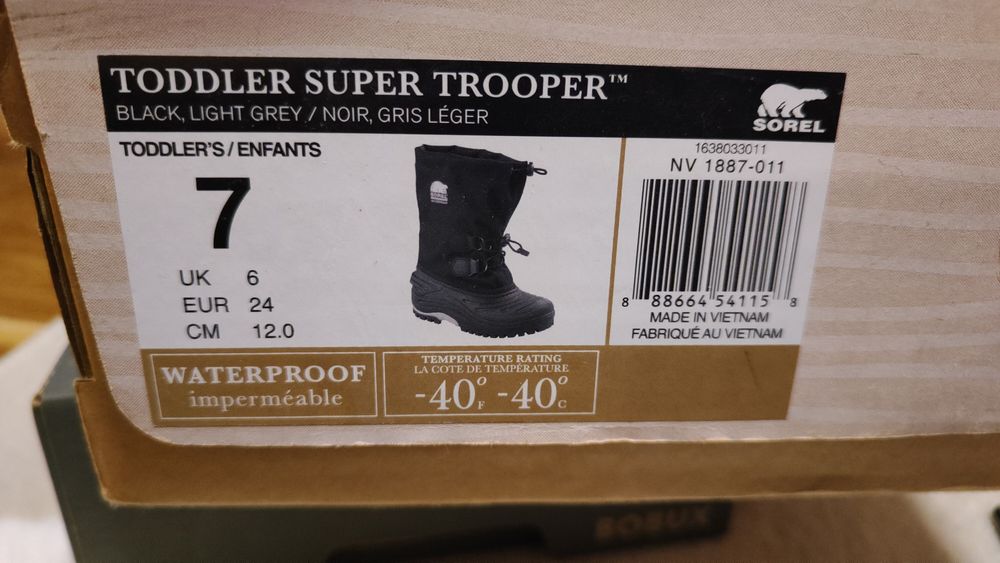 TODDLER SUPER TROOPER™
BLACK, LIGHT GREY / NOIR, GRIS LÉGER
SOREL
TODDLER'S / ENFANTS
7
UK 6
EUR 24
CM 12.0
1638033011
NV 1887-011
8 88664 54115 8
MADE IN VIETNAM
FABRIQUÉ AU VIETNAM
WATERPROOF
imperméable
TEMPERATURE RATING
LA COTE DE TEMPÉRATURE
-40°F -40°C
BOBUX